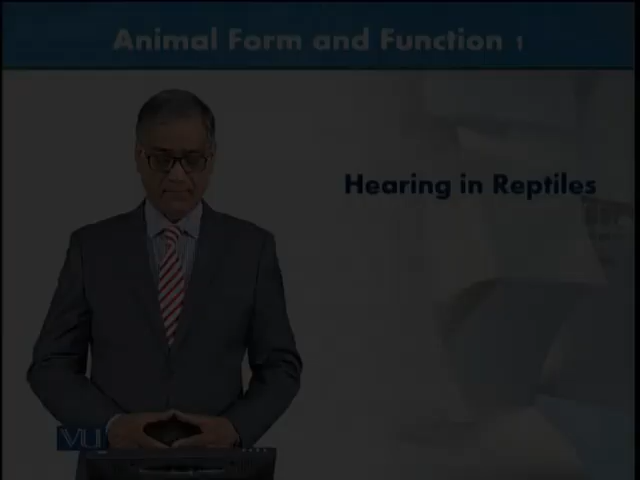 Animal Form and Function 1
Hearing in Reptiles
VU